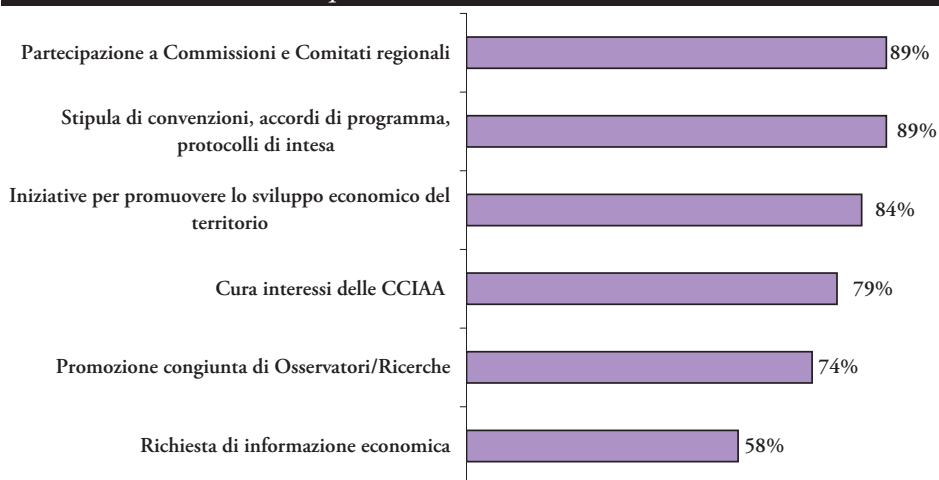 Partecipazione a Commissioni e Comitati regionali 89%
Stipula di convenzioni, accordi di programma,
protocolli di intesa 89%
Iniziative per promuovere lo sviluppo economico del
territorio 84%
Cura interessi delle CCIAA 79%
Promozione congiunta di Osservatori/Ricerche 74%
Richiesta di informazione economica 58%